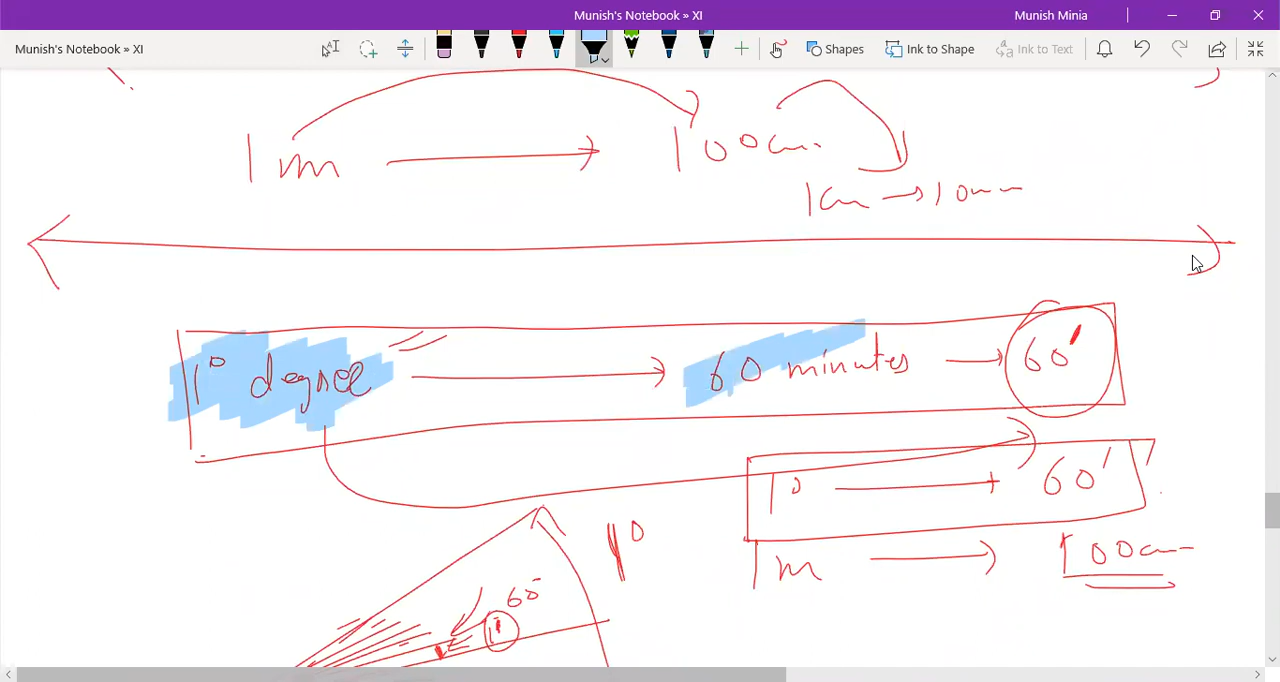 Munish's Notebook » XI
Munish Minia
Munish's Notebook » XI
Shapes
Ink to Shape
Ink to Text
1m → 100cm
1cm → 10mm
1° degree → 60 minutes → 60'
1° → 60'
1m → 100cm
1°
60'
1'